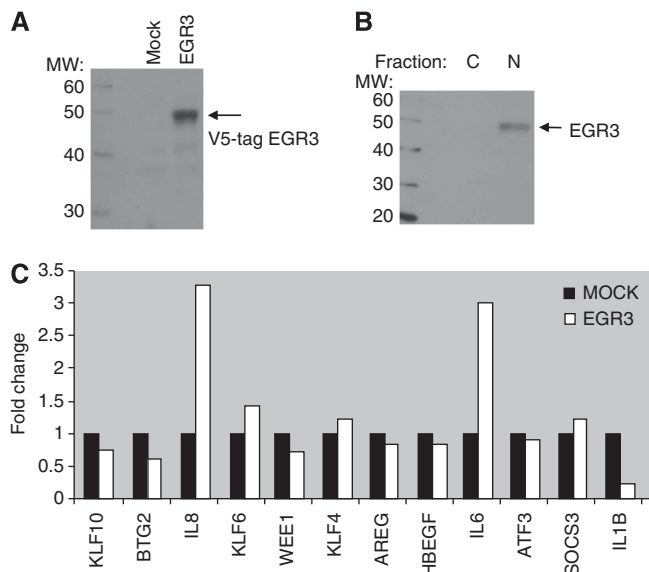 A
Mock
EGR3
MW:
60
50
40
30
V5-tag EGR3
B
Fraction: C N
MW:
60
50
40
30
20
EGR3
C
3.5
3
2.5
2
1.5
1
0.5
0
Fold change
MOCK
EGR3
KLF10
BTG2
IL8
KLF6
WEE1
KLF4
AREG
HBEGF
IL6
ATF3
SOCS3
IL1B